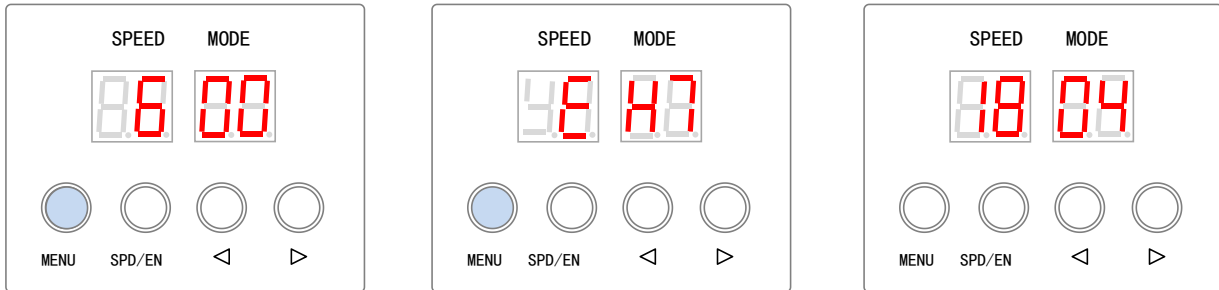 SPEED MODE
6 00
MENU SPD/EN ◁ ▷
SPEED MODE
E H7
MENU SPD/EN ◁ ▷
SPEED MODE
18 04
MENU SPD/EN ◁ ▷